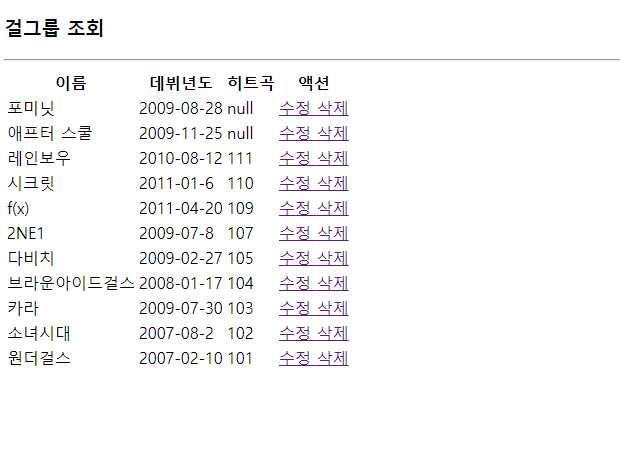 걸그룹 조회
이름 데뷔년도 히트곡 액션
포미닛 2009-08-28 null 수정 삭제
애프터 스쿨 2009-11-25 null 수정 삭제
레인보우 2010-08-12 111 수정 삭제
시크릿 2011-01-6 110 수정 삭제
f(x) 2011-04-20 109 수정 삭제
2NE1 2009-07-8 107 수정 삭제
다비치 2009-02-27 105 수정 삭제
브라운아이드걸스 2008-01-17 104 수정 삭제
카라 2009-07-30 103 수정 삭제
소녀시대 2007-08-2 102 수정 삭제
원더걸스 2007-02-10 101 수정 삭제